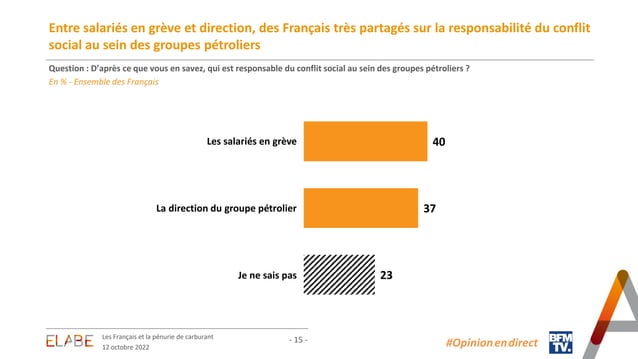 Entre salariés en grève et direction, des Français très partagés sur la responsabilité du conflit
social au sein des groupes pétroliers
Question : D'après ce que vous en savez, qui est responsable du conflit social au sein des groupes pétroliers ?
En % - Ensemble des Français
Les salariés en grève 40
La direction du groupe pétrolier 37
Je ne sais pas 23
ELABE
Les Français et la pénurie de carburant
12 octobre 2022
- 15 -
#Opinion en direct
BFM
TV.